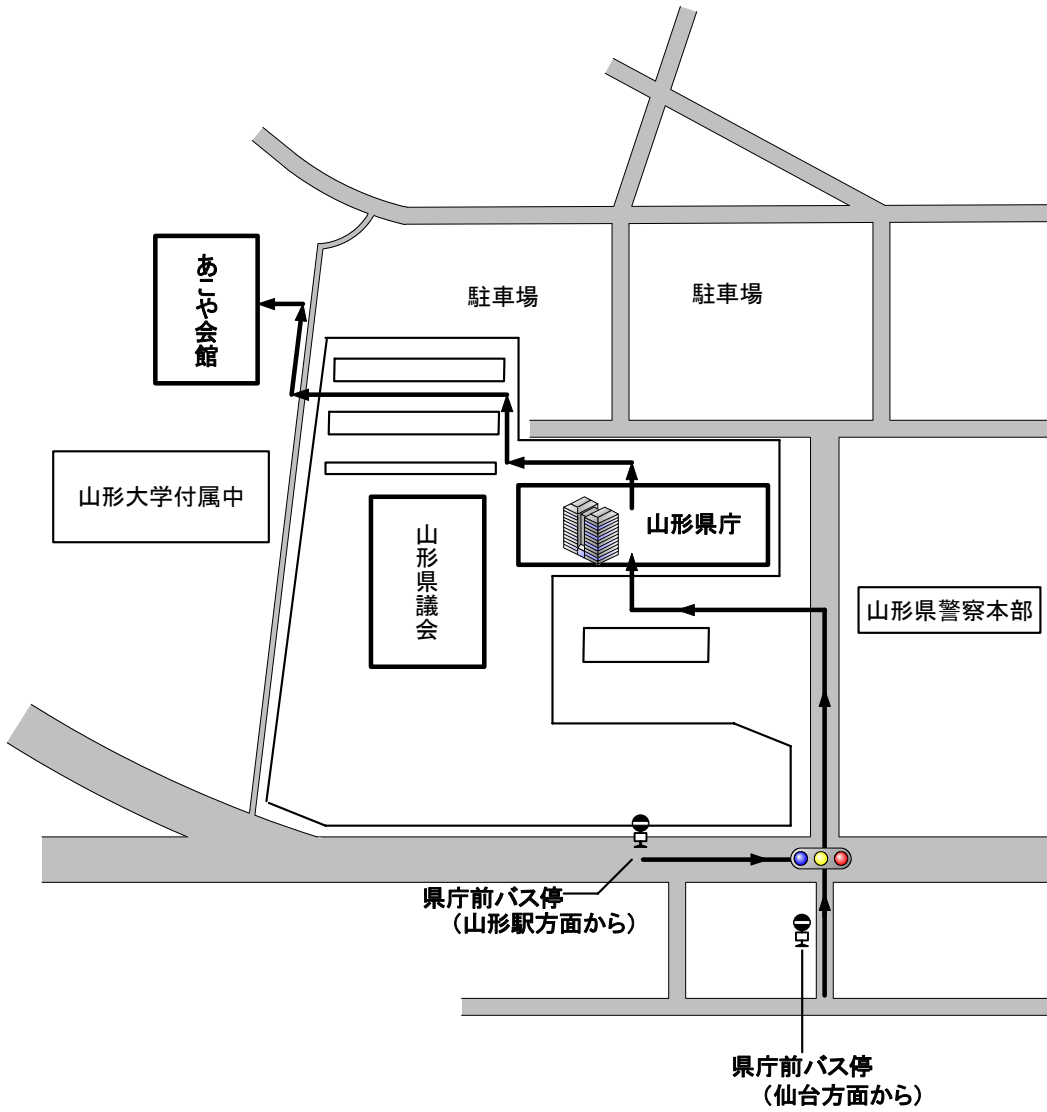 あこや会館
駐車場
駐車場
山形大学付属中
山形県庁
山形県議会
山形県警察本部
県庁前バス停
（山形駅方面から）
県庁前バス停
（仙台方面から）